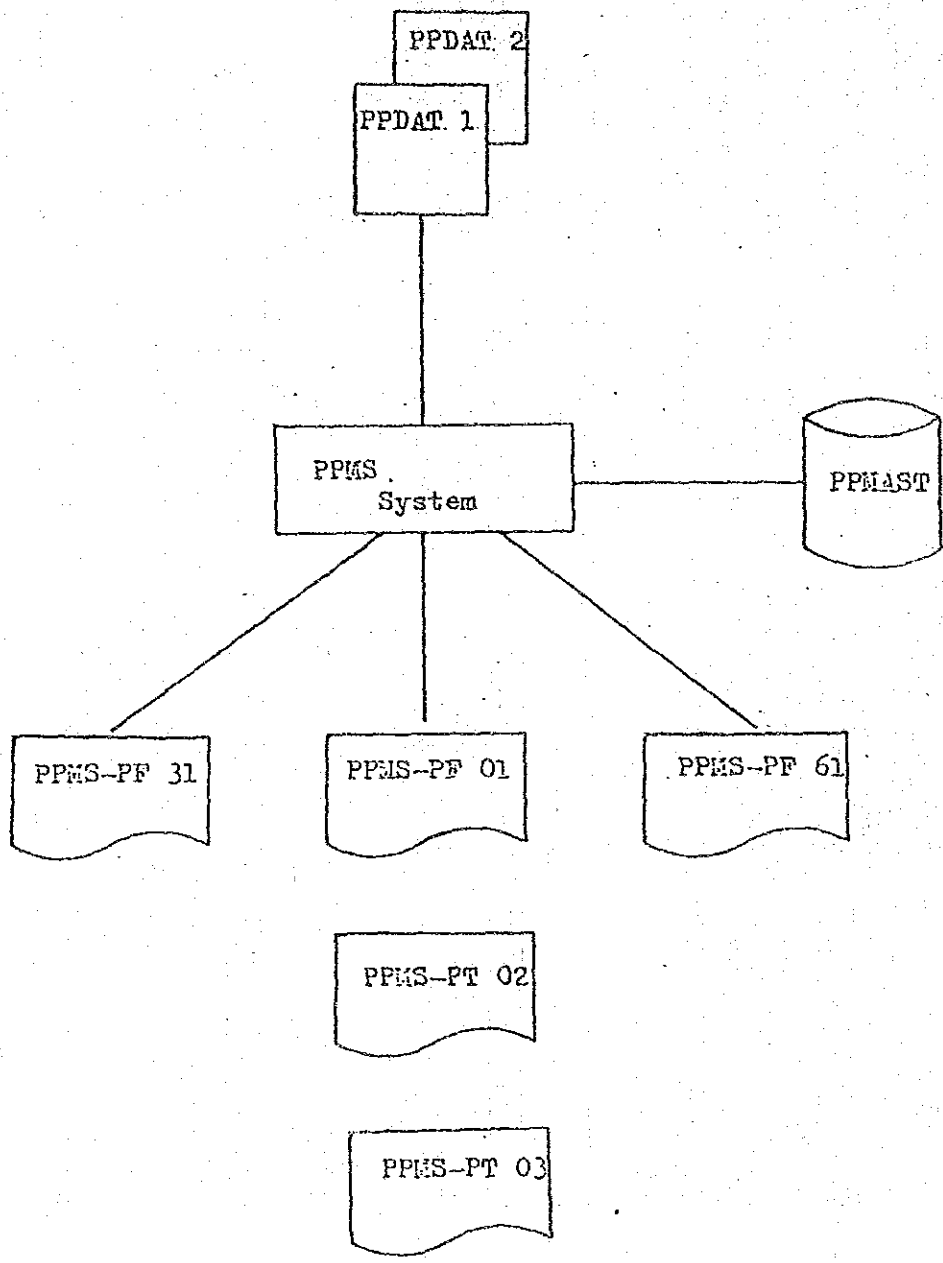 PPDAT. 2
PPDAT. 1
PPMS.
System
PPMAST
PPMS-PF 31
PPMS-PF 01
PPMS-PF 61
PPMS-PT 02
PPMS-PT 03